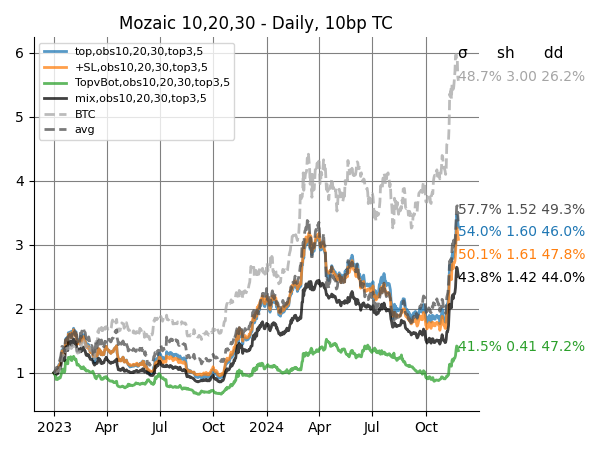 Mozaic 10,20,30 - Daily, 10bp TC
σ sh dd
top,obs10,20,30,top3,5
+SL,obs10,20,30,top3,5
TopvBot,obs10,20,30,top3,5
mix,obs10,20,30,top3,5
BTC
avg
48.7% 3.00 26.2%
57.7% 1.52 49.3%
54.0% 1.60 46.0%
50.1% 1.61 47.8%
43.8% 1.42 44.0%
41.5% 0.41 47.2%
6
5
4
3
2
1
2023 Apr Jul Oct 2024 Apr Jul Oct